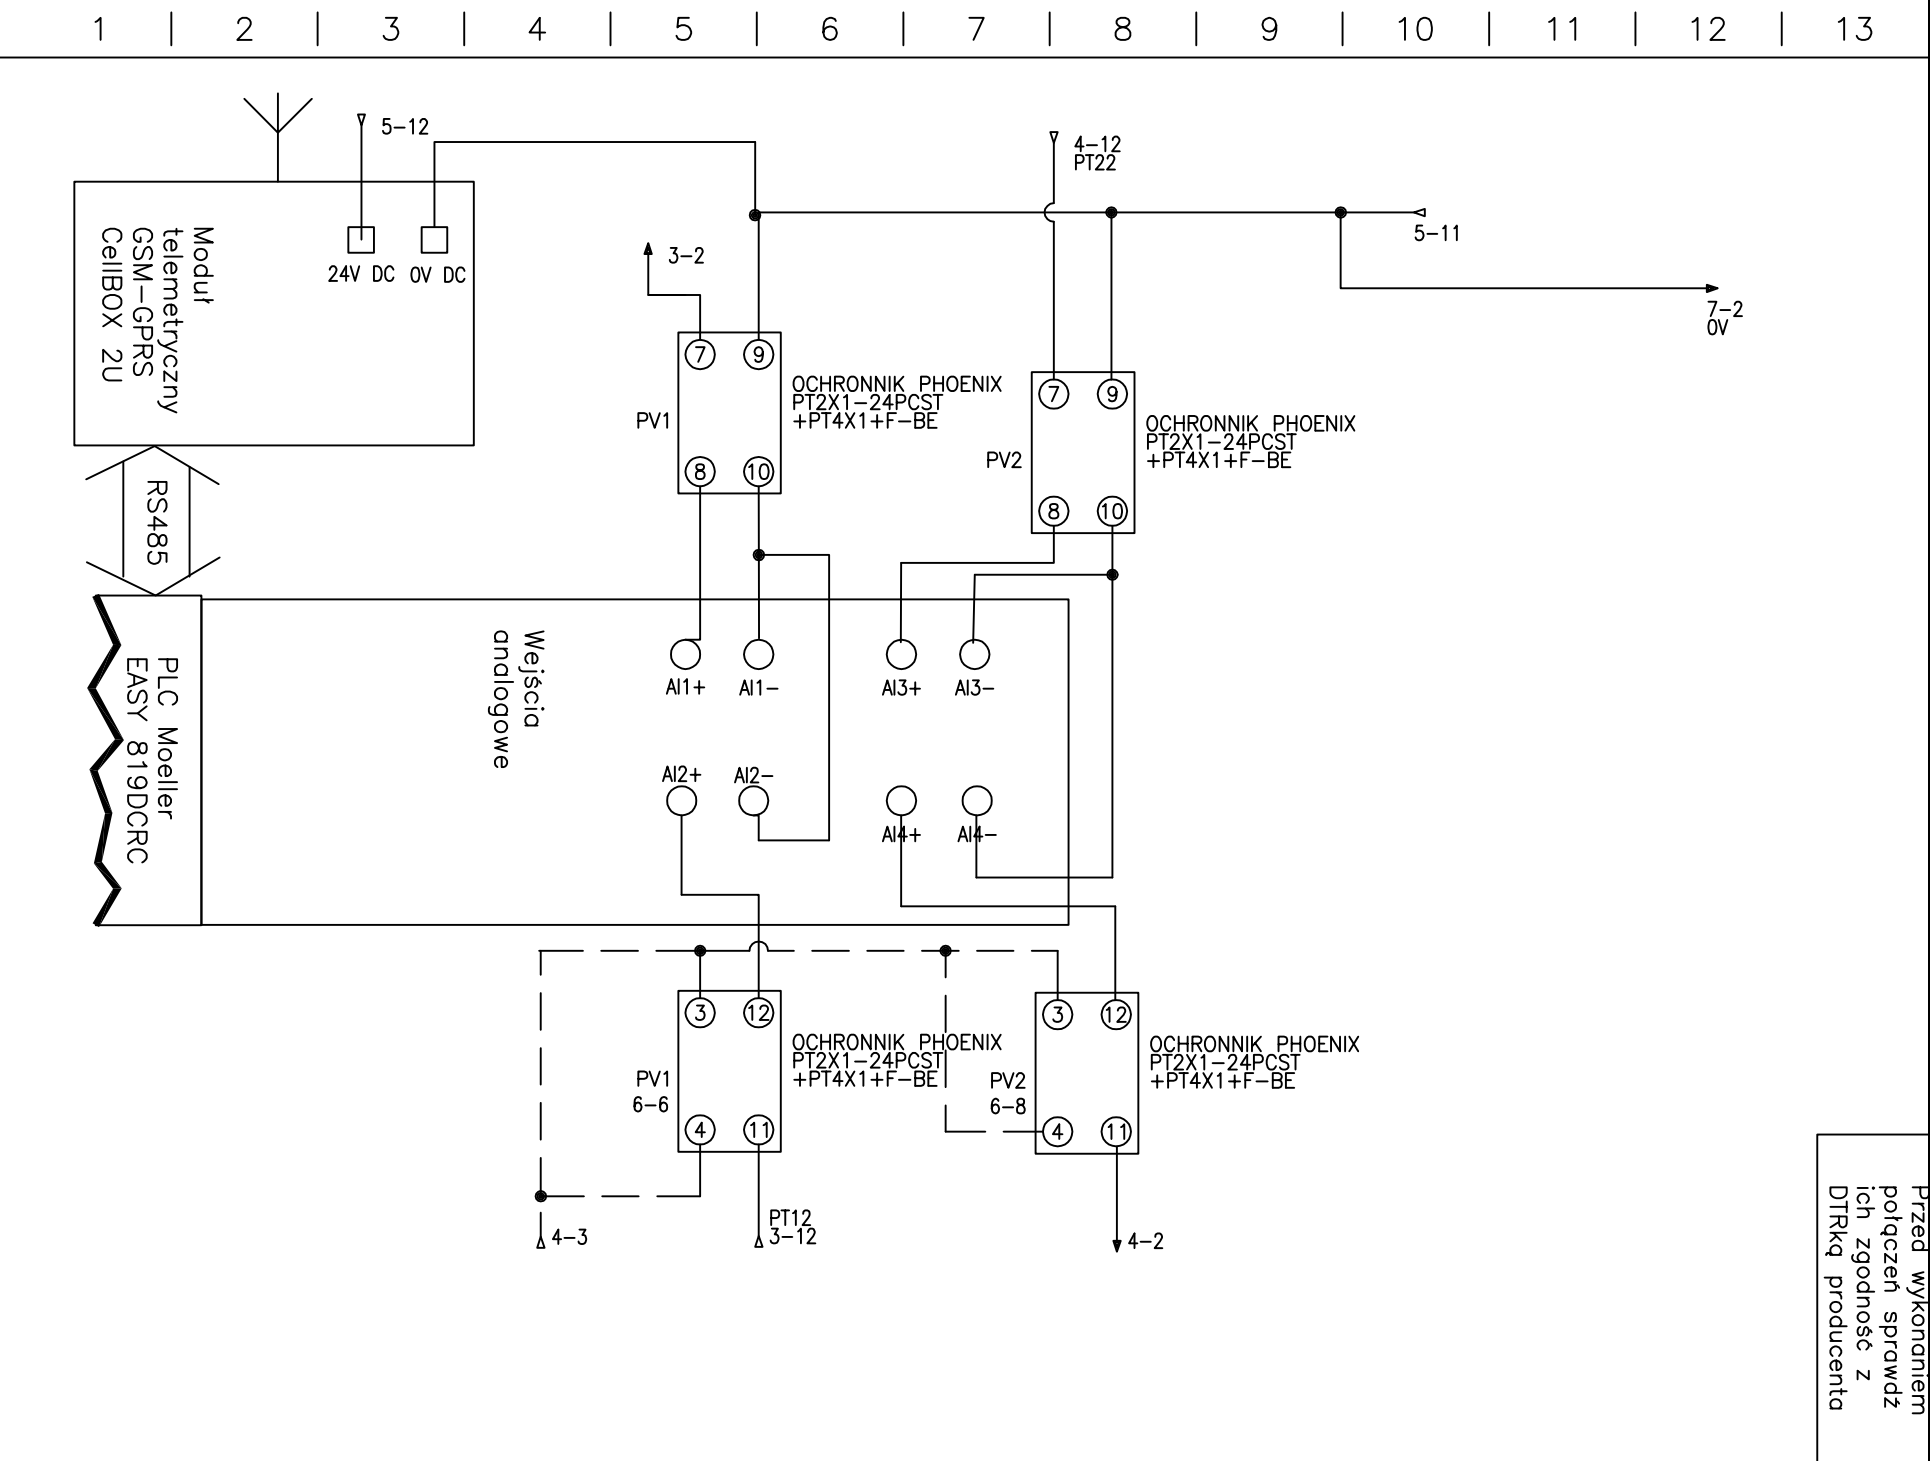 1 2 3 4 5 6 7 8 9 10 11 12 13
5-12
4-12
PT22
Moduł
telemetryczny
GSM-GPRS
CellBOX 2U
24V DC
0V DC
3-2
5-11
7-2
0V
7
9
PV1
8
10
OCHRONNIK PHOENIX
PT2X1-24PCST
+PT4X1+F-BE
7
9
PV2
8
10
OCHRONNIK PHOENIX
PT2X1-24PCST
+PT4X1+F-BE
RS485
PLC Moeller
EASY 819DCRC
Wejścia
analogowe
AI1+
AI1-
AI3+
AI3-
AI2+
AI2-
AI4+
AI4-
3
12
PV1
6-6
4
11
OCHRONNIK PHOENIX
PT2X1-24PCST
+PT4X1+F-BE
3
12
PV2
6-8
4
11
OCHRONNIK PHOENIX
PT2X1-24PCST
+PT4X1+F-BE
4-3
PT12
3-12
4-2
Przed wykonaniem
połączeń sprawdź
ich zgodność z
DTRką producenta